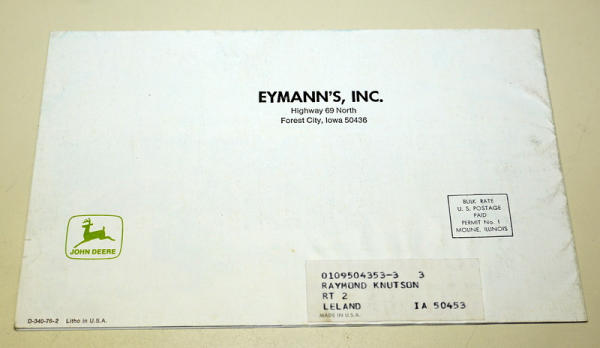 EYMANN'S, INC.
Highway 69 North
Forest City, Iowa 50436
BULK RATE
U. S. POSTAGE
PAID
PERMIT No. 1
MOLINE, ILLINOIS
JOHN DEERE
0109504353-3 3
RAYMOND KNUTSON
RT 2
LELAND IA 50453
MADE IN U.S.A.
D-340-76-2 Litho in U.S.A.